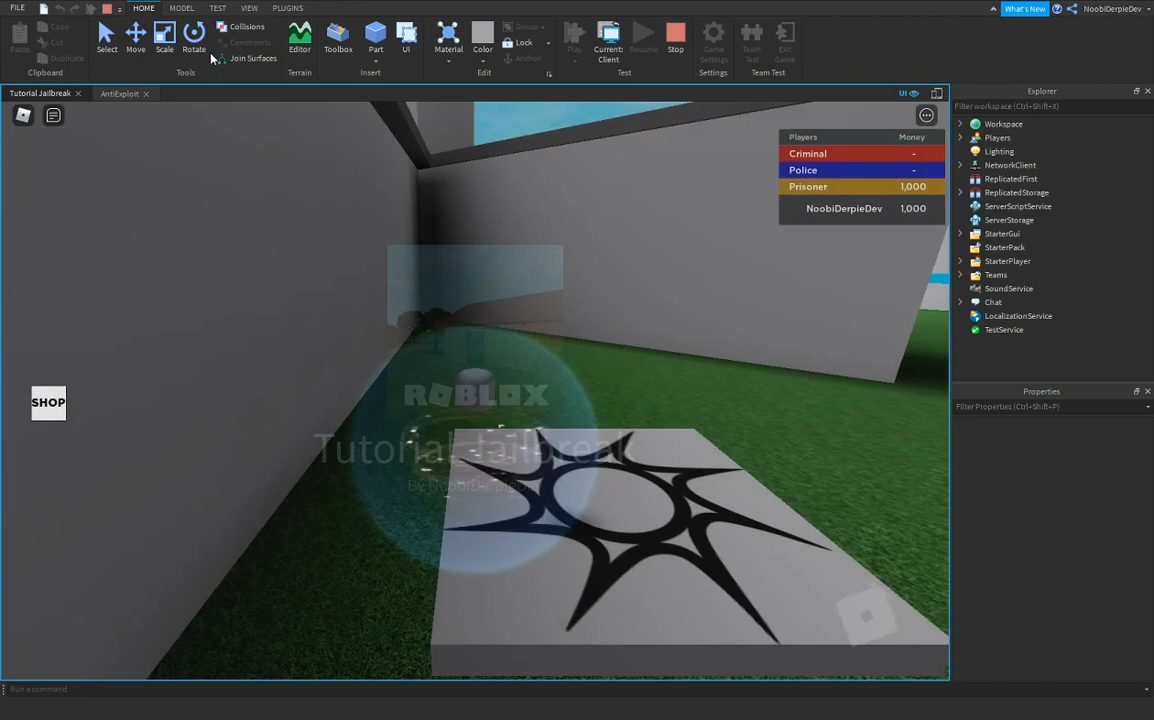 FILE HOME MODEL TEST VIEW PLUGINS What's New NoobiDerpieDev
Paste Copy Cut Duplicate Clipboard
Select Move Scale Rotate Collisions Constraints Join Surfaces Tools
Editor Terrain
Toolbox Part UI Insert
Material Color Group Lock Anchor Edit
Play Current: Client Resume Stop Test
Game Settings Settings
Team Test Exit Game Team Test
Tutorial Jailbreak AntiExploit UI
Players Money
Criminal -
Police -
Prisoner 1,000
NoobiDerpieDev 1,000
SHOP
ROBLOX
Tutorial Jailbreak
Explorer
Filter workspace (Ctrl+Shift+X)
Workspace
Players
Lighting
NetworkClient
ReplicatedFirst
ReplicatedStorage
ServerScriptService
ServerStorage
StarterGui
StarterPack
StarterPlayer
Teams
SoundService
Chat
LocalizationService
TestService
Properties
Filter Properties (Ctrl+Shift+P)
Run a command